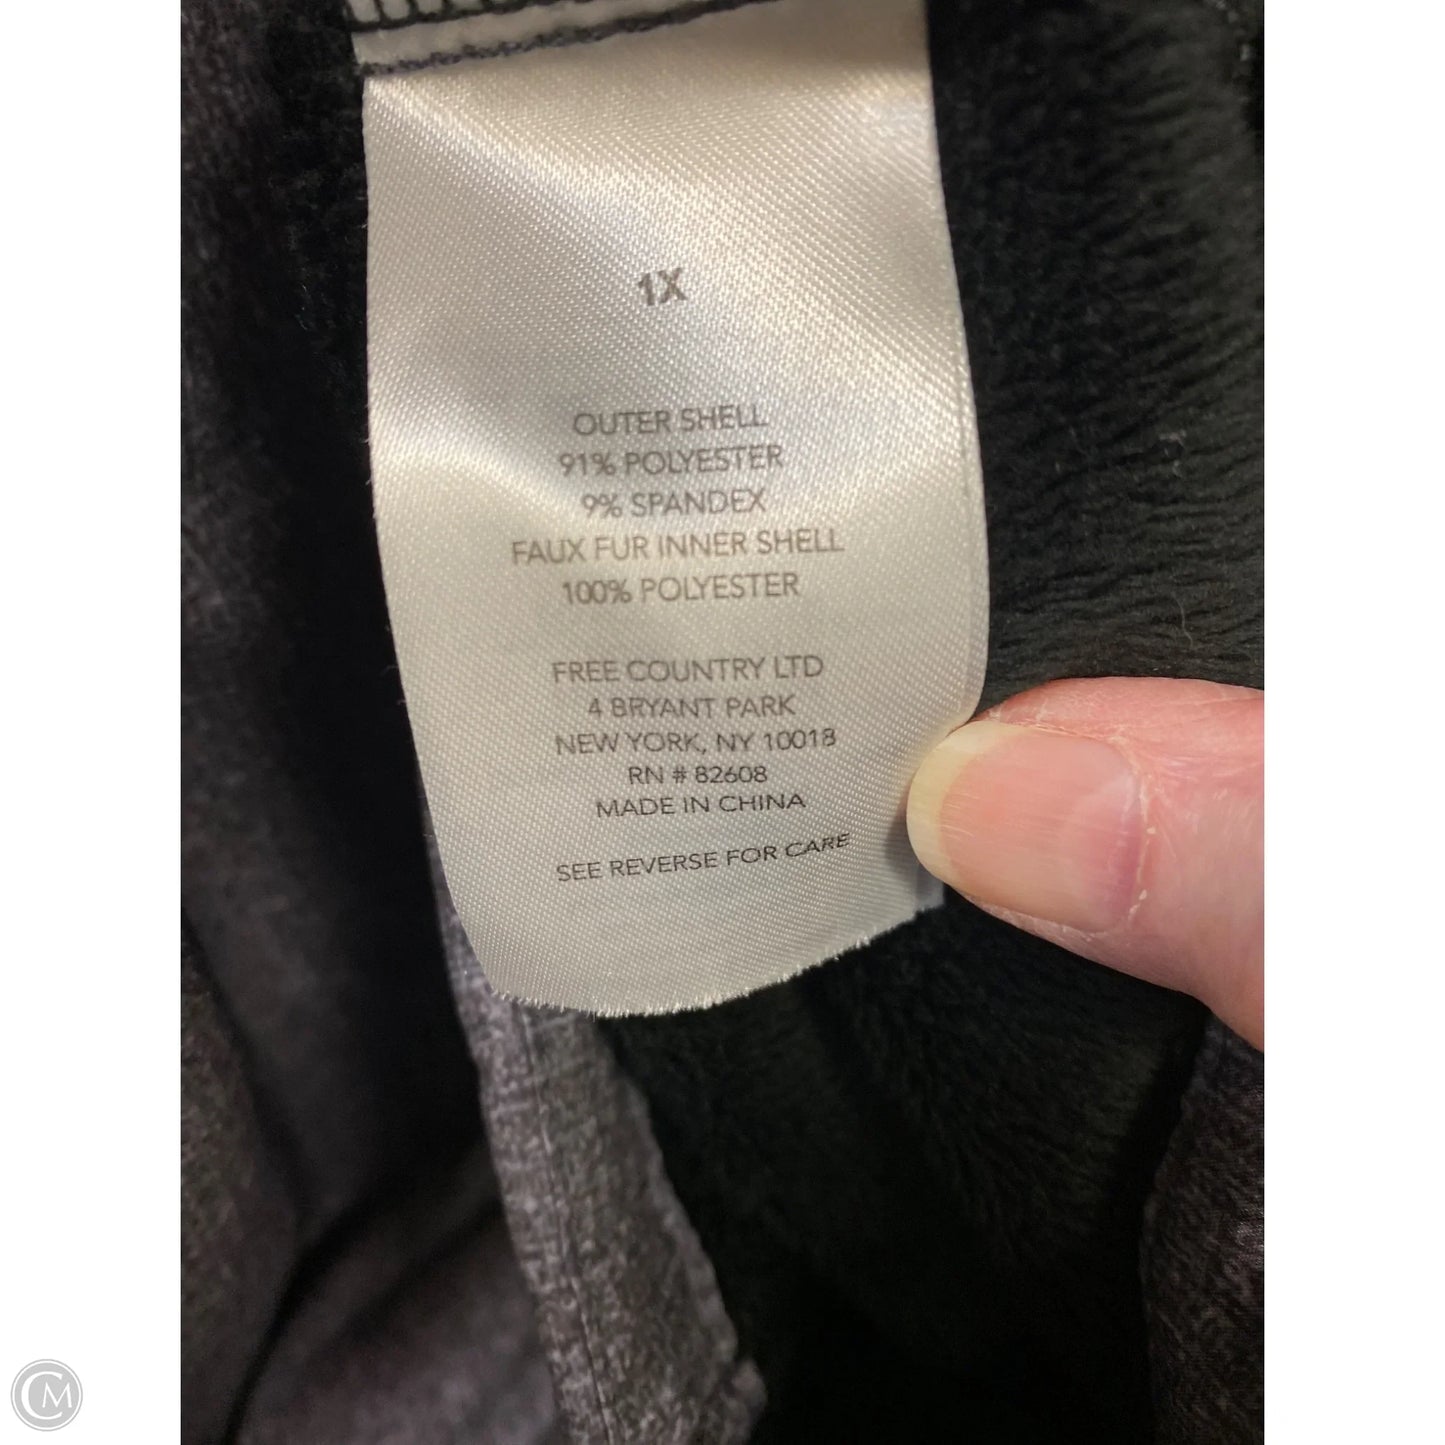 1X
OUTER SHELL
91% POLYESTER
9% SPANDEX
FAUX FUR INNER SHELL
100% POLYESTER
FREE COUNTRY LTD
4 BRYANT PARK
NEW YORK, NY 10018
RN # 82608
MADE IN CHINA
SEE REVERSE FOR CARE
CM